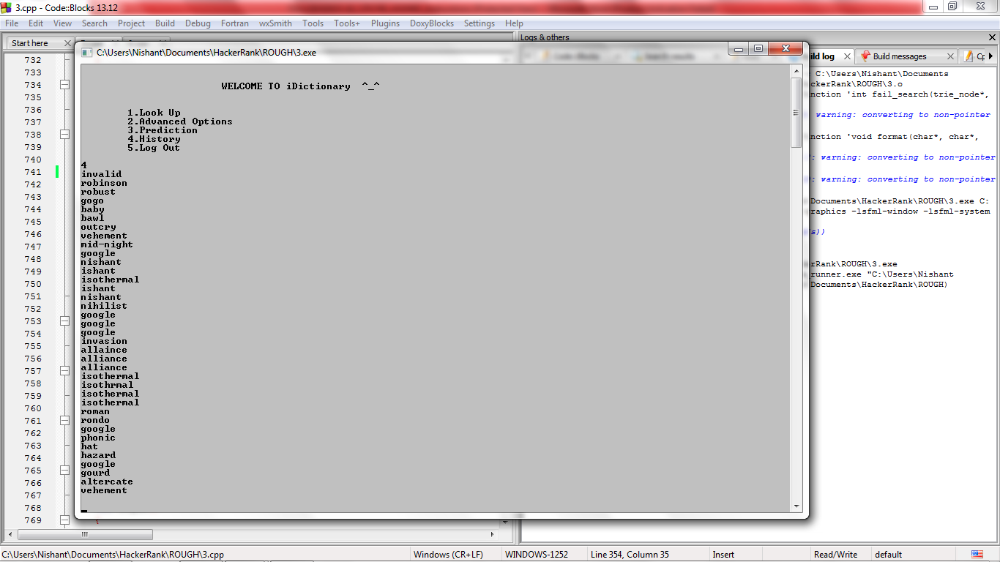 3.cpp - Code::Blocks 13.12
File Edit View Search Project Build Debug Fortran wxSmith Tools Tools+ Plugins DoxyBlocks Settings Help
Start here
Logs & others
C:\Users\Nishant\Documents\HackerRank\ROUGH\3.exe
WELCOME TO iDictionary ^_^
1.Look Up
2.Advanced Options
3.Prediction
4.History
5.Log Out
4
invalid
robinson
robust
gogo
baby
bawl
outcry
vehement
mid-night
google
nishant
ishant
isothermal
ishant
nishant
nihilist
google
google
google
invasion
allaince
alliance
alliance
isothermal
isothrmal
isothermal
isothermal
roman
rondo
google
phonic
hat
hazard
google
gourd
altercate
vehement
732
733
734
735
736
737
738
739
740
741
742
743
744
745
746
747
748
749
750
751
752
753
754
755
756
757
758
759
760
761
762
763
764
765
766
767
768
769
ld log Build messages Cp
C:\Users\Nishant\Documents
ckerRank\ROUGH\3.o
nction 'int fail_search(trie_node*,
warning: converting to non-pointer
nction 'void format(char*, char*,
: warning: converting to non-pointer
: warning: converting to non-pointer
Documents\HackerRank\ROUGH\3.exe C:
raphics -lsfml-window -lsfml-system
s))
rRank\ROUGH\3.exe
runner.exe "C:\Users\Nishant
Documents\HackerRank\ROUGH)
C:\Users\Nishant\Documents\HackerRank\ROUGH\3.cpp Windows (CR+LF) WINDOWS-1252 Line 354, Column 35 Insert Read/Write default